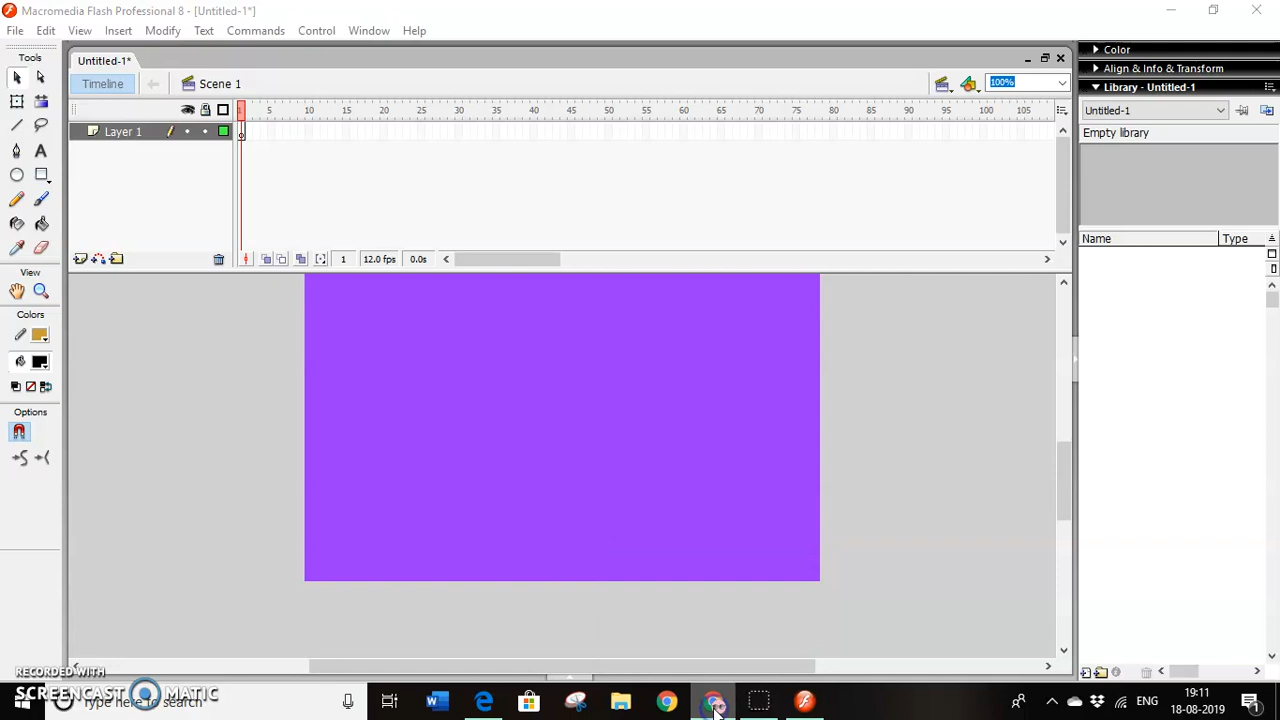 Macromedia Flash Professional 8 - [Untitled-1*]
File Edit View Insert Modify Text Commands Control Window Help
Tools
Untitled-1*
Timeline
Scene 1
100%
1 5 10 15 20 25 30 35 40 45 50 55 60 65 70 75 80 85 90 95 100 105
Layer 1
1 12.0 fps 0.0s
View
Colors
Options
Color
Align & Info & Transform
Library - Untitled-1
Untitled-1
Empty library
Name Type
RECORDED WITH
SCREENCAST MATIC
Type here to search
ENG
19:11
18-08-2019
1